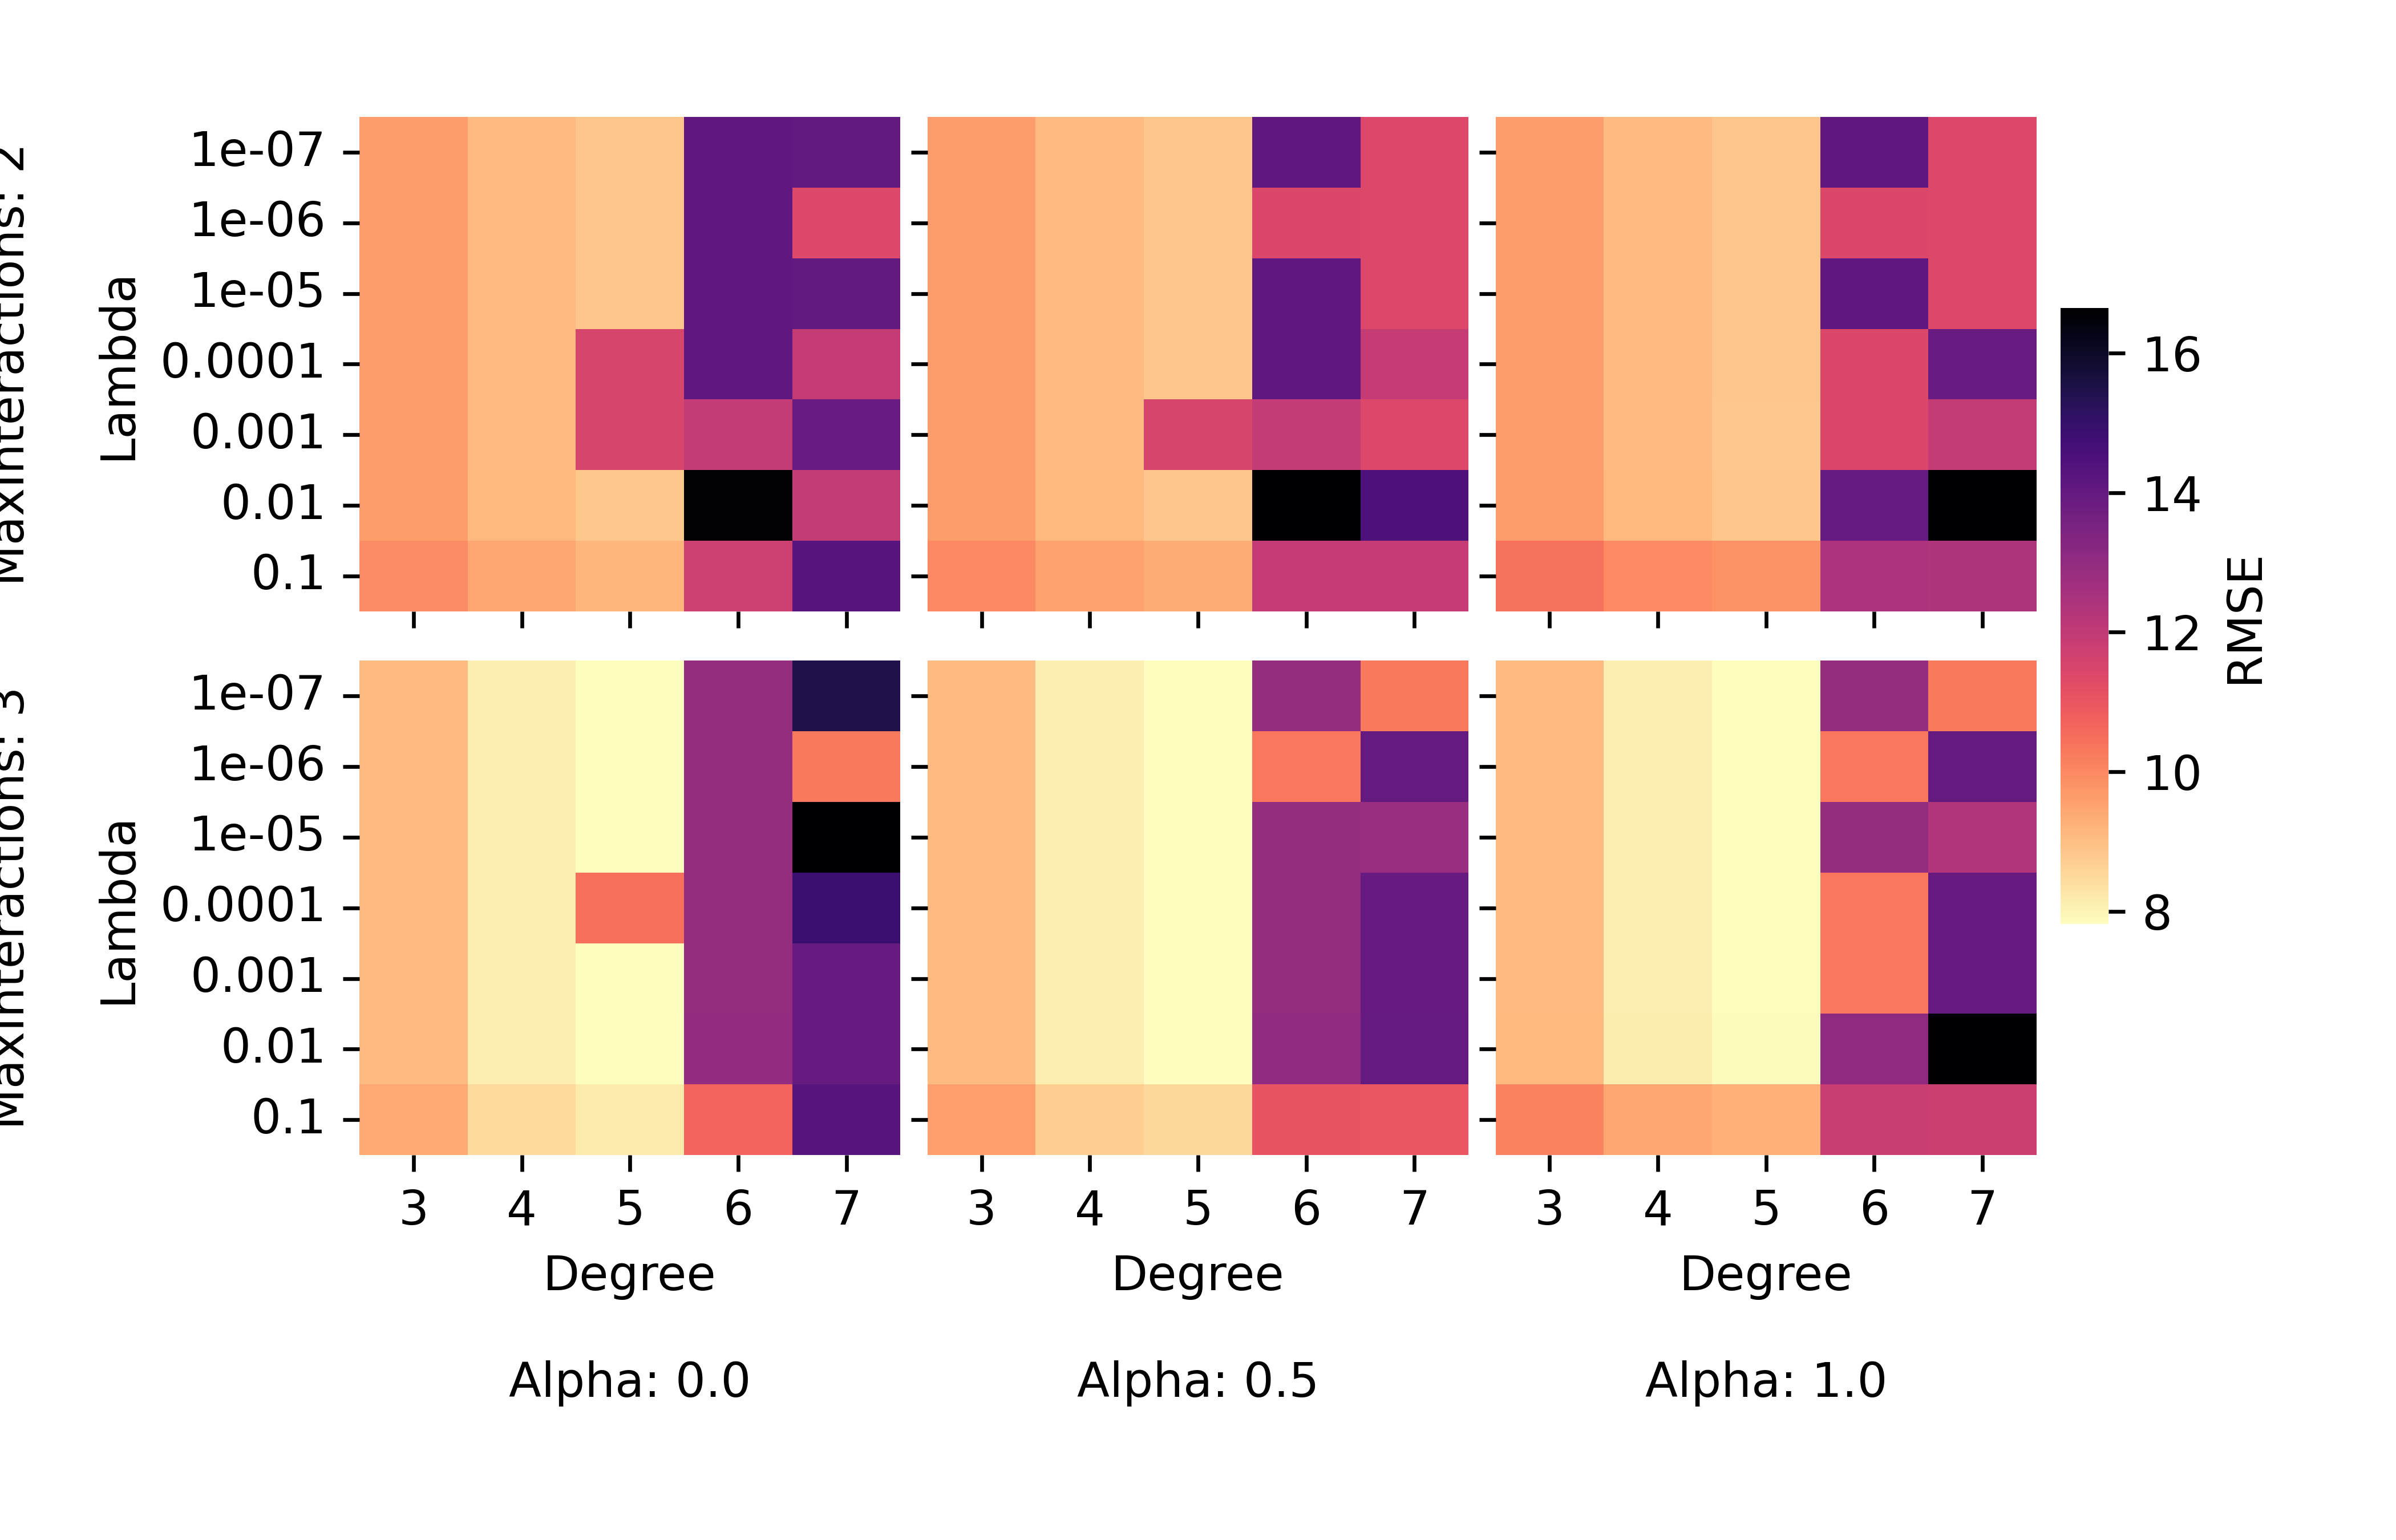 MaxInteractions: 2
Lambda
1e-07
1e-06
1e-05
0.0001
0.001
0.01
0.1
MaxInteractions: 3
Lambda
1e-07
1e-06
1e-05
0.0001
0.001
0.01
0.1
3 4 5 6 7
3 4 5 6 7
3 4 5 6 7
Degree
Degree
Degree
Alpha: 0.0
Alpha: 0.5
Alpha: 1.0
16
14
12
10
8
RMSE